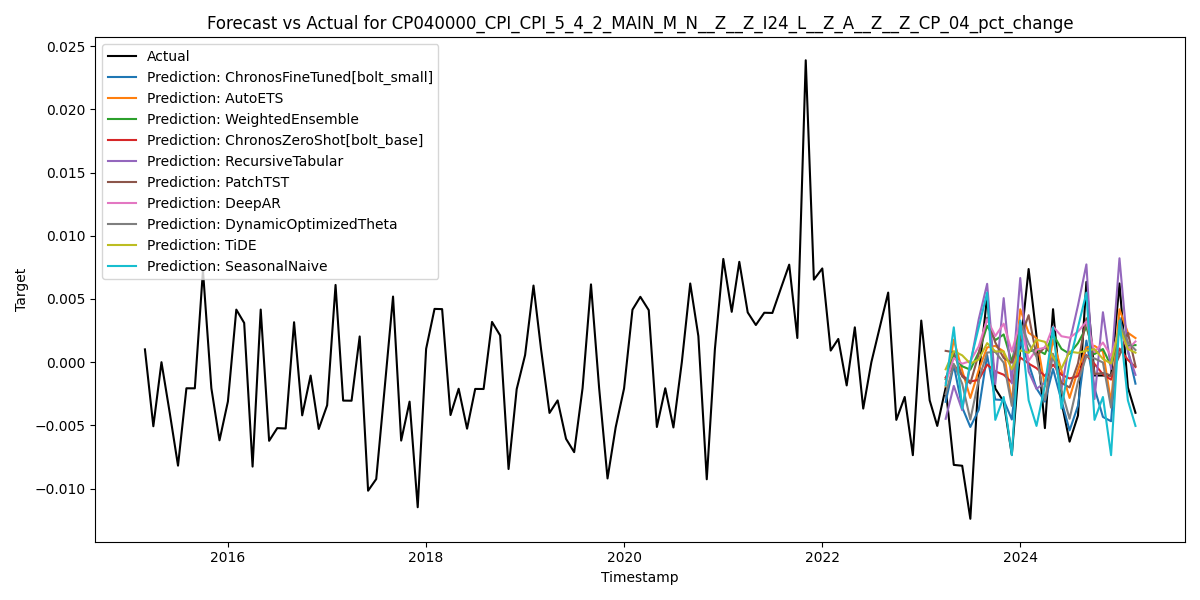 Forecast vs Actual for CP040000_CPI_CPI_5_4_2_MAIN_M_N__Z__Z_I24_L__Z_A__Z__Z_CP_04_pct_change
Target
0.025
0.020
0.015
0.010
0.005
0.000
−0.005
−0.010
Actual
Prediction: ChronosFineTuned[bolt_small]
Prediction: AutoETS
Prediction: WeightedEnsemble
Prediction: ChronosZeroShot[bolt_base]
Prediction: RecursiveTabular
Prediction: PatchTST
Prediction: DeepAR
Prediction: DynamicOptimizedTheta
Prediction: TiDE
Prediction: SeasonalNaive
2016 2018 2020 2022 2024
Timestamp